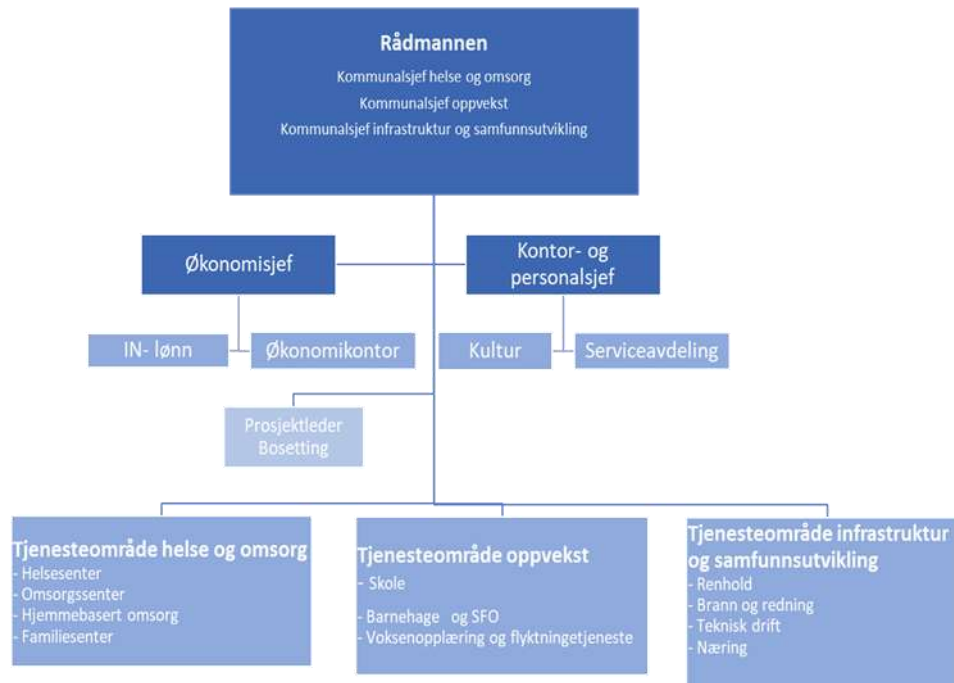 Rådmannen
Kommunalsjef helse og omsorg
Kommunalsjef oppvekst
Kommunalsjef infrastruktur og samfunnsutvikling
Økonomisjef
Kontor- og
personalsjef
IN- lønn
Økonomikontor
Kultur
Serviceavdeling
Prosjektleder
Bosetting
Tjenesteområde helse og omsorg
- Helsesenter
- Omsorgssenter
- Hjemmebasert omsorg
- Familiesenter
Tjenesteområde oppvekst
- Skole
- Barnehage og SFO
- Voksenopplæring og flyktningetjeneste
Tjenesteområde infrastruktur
og samfunnsutvikling
- Renhold
- Brann og redning
- Teknisk drift
- Næring